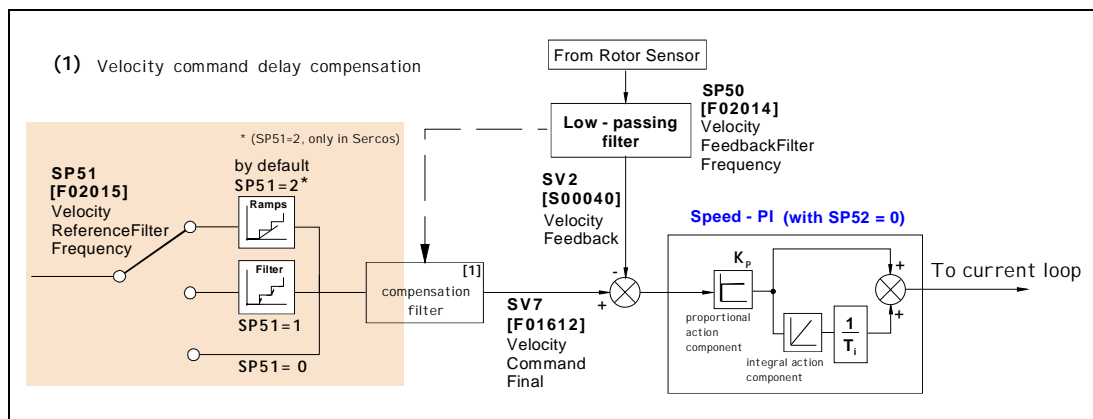 (1) Velocity command delay compensation
From Rotor Sensor
SP50
[F02014]
Velocity
FeedbackFilter
Frequency
Low - passing
filter
* (SP51=2, only in Sercos)
by default
SP51=2*
SP51
[F02015]
Velocity
ReferenceFilter
Frequency
Ramps
Filter
SP51=1
SP51= 0
[1]
compensation
filter
SV2
[S00040]
Velocity
Feedback
-
+
SV7
[F01612]
Velocity
Command
Final
Speed - PI (with SP52 = 0)
KP
proportional
action
component
integral action
component
1
Ti
+
+
To current loop